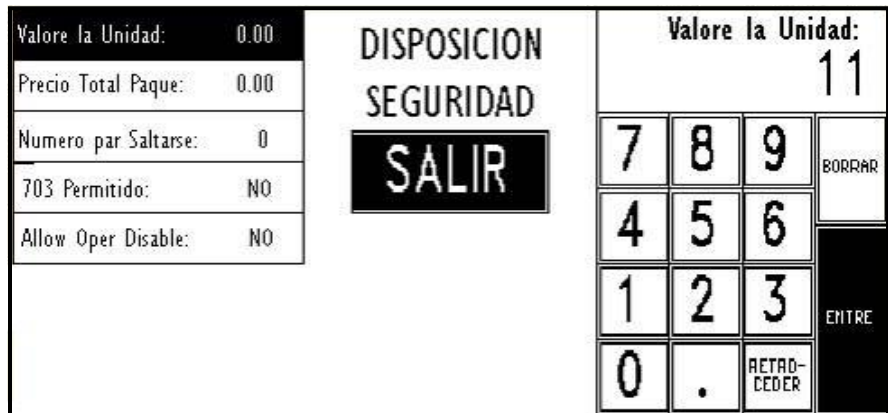 Valore la Unidad: 0.00
Precio Total Paque: 0.00
Numero par Saltarse: 0
703 Permitido: NO
Allow Oper Disable: NO
DISPOSICION
SEGURIDAD
SALIR
Valore la Unidad:
11
7 8 9 BORRAR
4 5 6
1 2 3 ENTRE
0 . RETAD-
CEDER